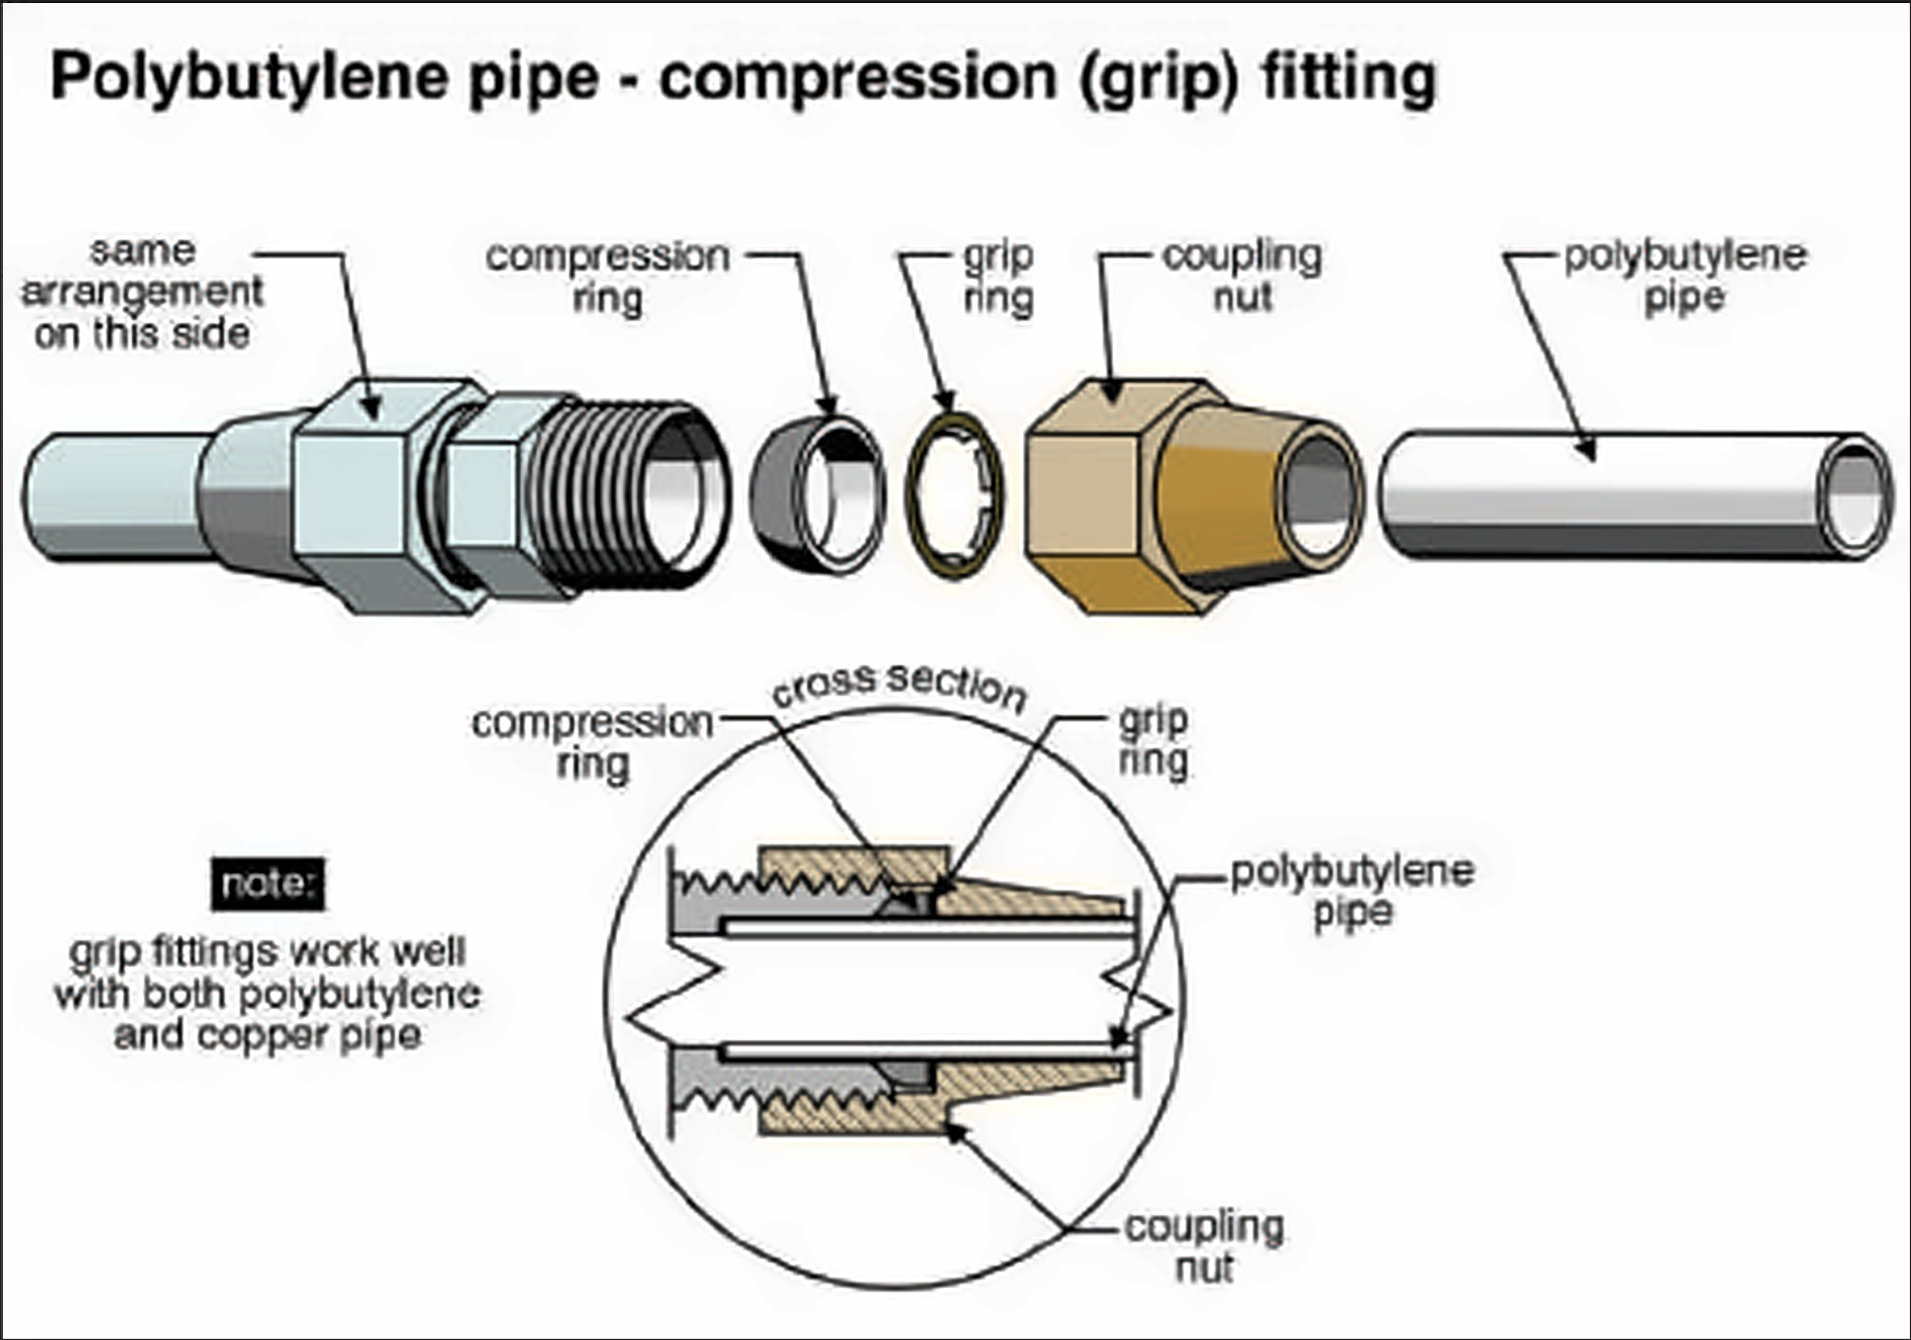 Polybutylene pipe - compression (grip) fitting
same
arrangement
on this side
compression
ring
grip
ring
coupling
nut
polybutylene
pipe
cross section
compression
ring
grip
ring
polybutylene
pipe
note:
grip fittings work well
with both polybutylene
and copper pipe
coupling
nut